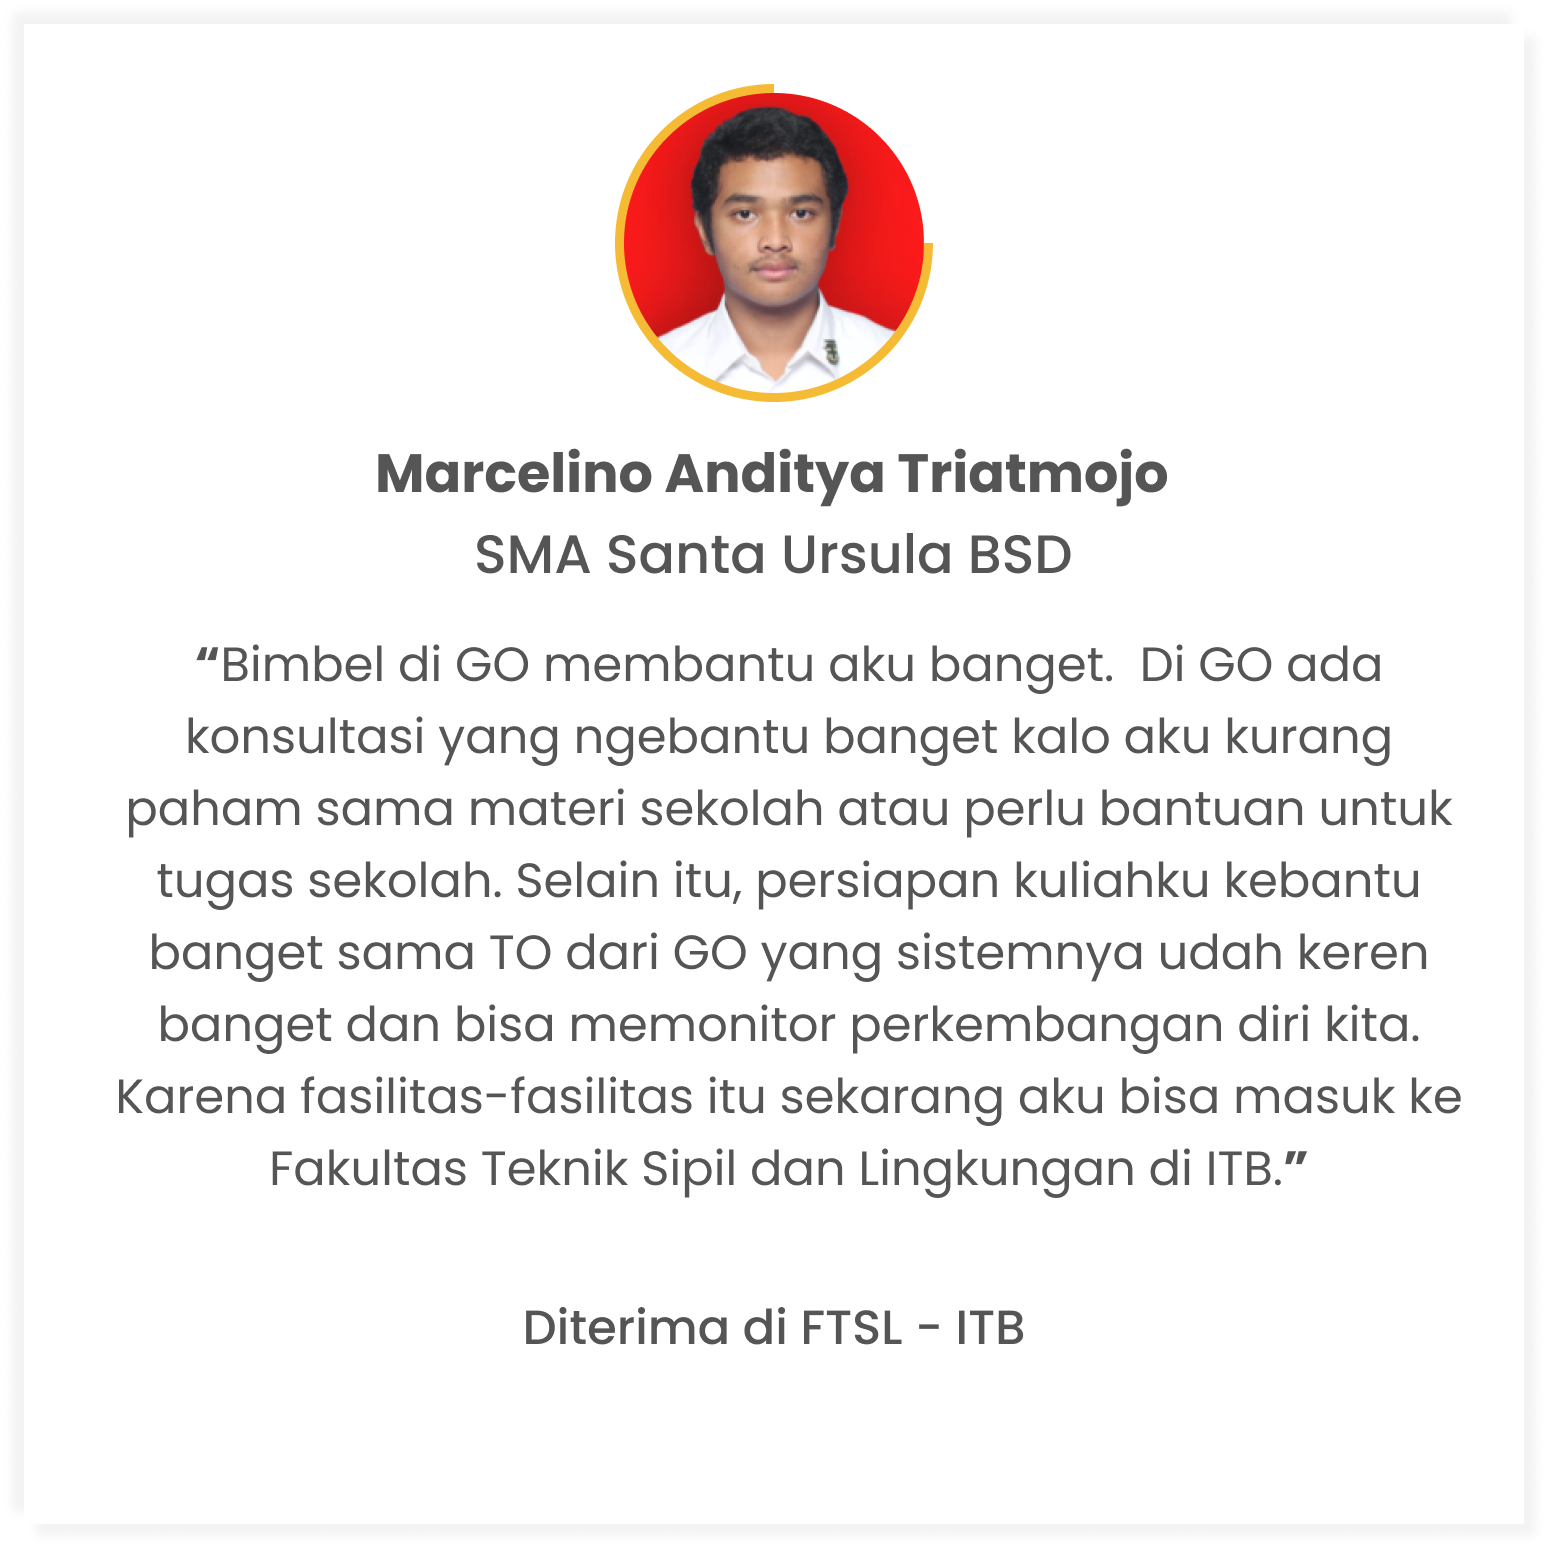 Marcelino Anditya Triatmojo
SMA Santa Ursula BSD
“Bimbel di GO membantu aku banget.  Di GO ada
konsultasi yang ngebantu banget kalo aku kurang
paham sama materi sekolah atau perlu bantuan untuk
tugas sekolah. Selain itu, persiapan kuliahku kebantu
banget sama TO dari GO yang sistemnya udah keren
banget dan bisa memonitor perkembangan diri kita.
Karena fasilitas-fasilitas itu sekarang aku bisa masuk ke
Fakultas Teknik Sipil dan Lingkungan di ITB.”
Diterima di FTSL - ITB